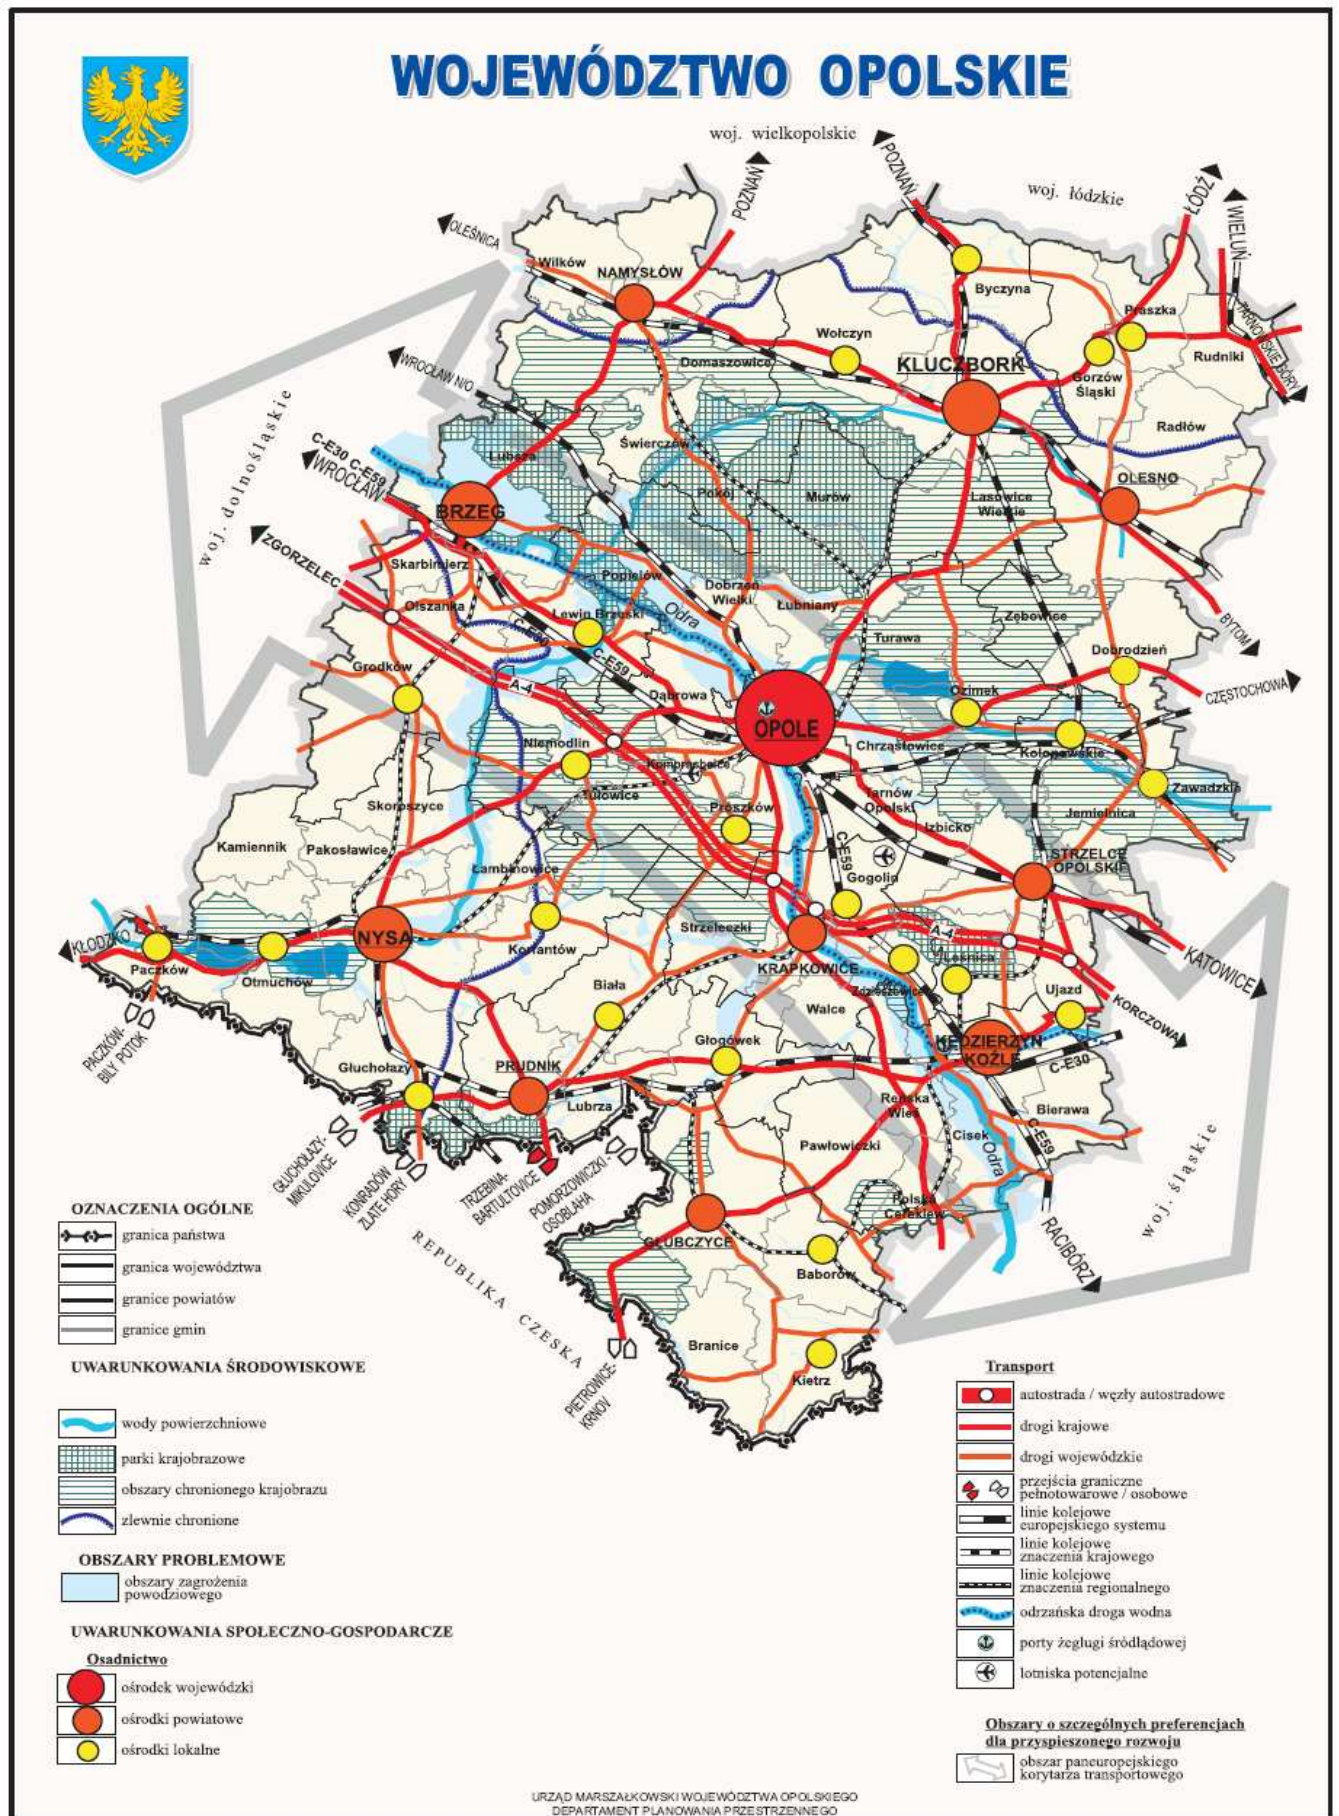 WOJEWÓDZTWO OPOLSKIE
woj. wielkopolskie
woj. łódzkie
POZNAŃ
POZNAŃ
ŁÓDŹ
WIELUŃ
TARNOWSKIE GÓRY
OLEŚNICA
Wilków
NAMYSŁÓW
Byczyna
Praszka
Wołczyn
Rudniki
Domaszowice
KLUCZBORK
Gorzów
Śląski
WROCŁAW N/O
woj. dolnośląskie
Radłów
Świerczów
Lubsza
C-E30 C-E59
WROCŁAW
Pokój
Murów
Lasowice
Wielkie
OLESNO
BRZEG
ZGORZELEC
Skarbimierz
Popielów
Dobrzeń
Wielki
Łubniany
Olszanka
Lewin Brzeski
Odra
C-E30
Zębowice
BYTOM
Turawa
Grodków
C-E59
Dobrodzień
A-4
Dąbrowa
Ozimek
CZĘSTOCHOWA
OPOLE
Niemodlin
Chrząstowice
Kolonowskie
Komprachcice
Zawadzkie
Tułowice
Skoroszyce
Prószków
Tarnów
Opolski
Izbicko
Jemielnica
Kamiennik
Pakosławice
C-E59
STRZELCE
OPOLSKIE
Łambinowice
Gogolin
KŁODZKO
NYSA
Strzeleczki
A-4
Paczków
Korfantów
KRAPKOWICE
Leśnica
KATOWICE
Otmuchów
Biała
Zdzieszowice
Ujazd
KORCZOWA
Walce
PACZKÓW-
BILY POTOK
Głogówek
KĘDZIERZYN
KOŹLE
Głuchołazy
PRUDNIK
C-E30
Lubrza
Reńska
Wieś
Bierawa
GŁUCHOŁAZY-
MIKULOVICE
KONRADÓW
ZLATE HORY
TRZEBINA-
BARTULTOVICE
POMORZOWICZKI -
OSOBLAHA
Pawłowiczki
Cisek
Odra
C-E59
woj. śląskie
Polska
Cerekiew
GŁUBCZYCE
RACIBÓRZ
REPUBLIKA CZESKA
Baborów
Branice
Kietrz
PIETROWICE-
KRNOV
OZNACZENIA OGÓLNE
granica państwa
granica województwa
granice powiatów
granice gmin
UWARUNKOWANIA ŚRODOWISKOWE
wody powierzchniowe
parki krajobrazowe
obszary chronionego krajobrazu
zlewnie chronione
OBSZARY PROBLEMOWE
obszary zagrożenia
powodziowego
UWARUNKOWANIA SPOŁECZNO-GOSPODARCZE
Osadnictwo
ośrodek wojewódzki
ośrodki powiatowe
ośrodki lokalne
Transport
autostrada / węzły autostradowe
drogi krajowe
drogi wojewódzkie
przejścia graniczne
pełnotowarowe / osobowe
linie kolejowe
europejskiego systemu
linie kolejowe
znaczenia krajowego
linie kolejowe
znaczenia regionalnego
odrzańska droga wodna
porty żeglugi śródlądowej
lotniska potencjalne
Obszary o szczególnych preferencjach
dla przyspieszonego rozwoju
obszar paneuropejskiego
korytarza transportowego
URZĄD MARSZAŁKOWSKI WOJEWÓDZTWA OPOLSKIEGO
DEPARTAMENT PLANOWANIA PRZESTRZENNEGO